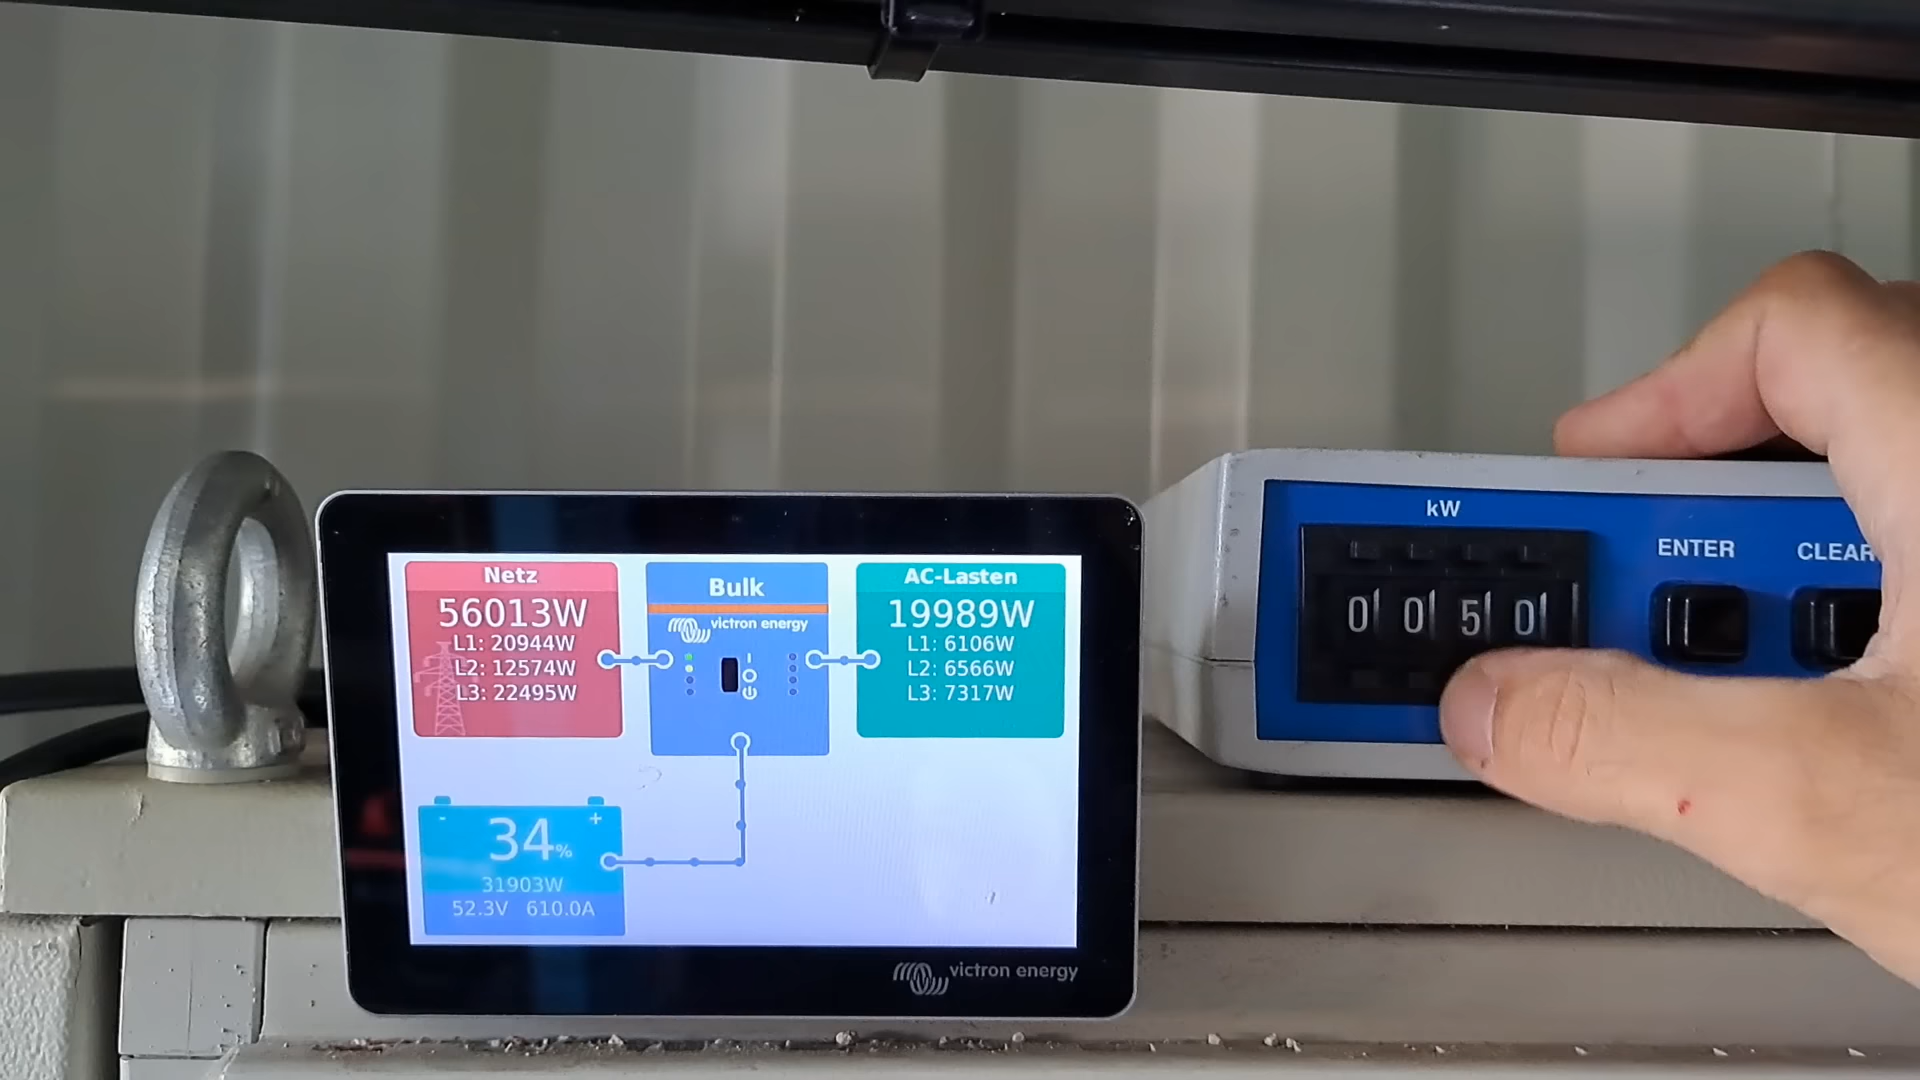 Netz
56013W
L1: 20944W
L2: 12574W
L3: 22495W
Bulk
victron energy
AC-Lasten
19989W
L1: 6106W
L2: 6566W
L3: 7317W
- +
34%
31903W
52.3V 610.0A
victron energy
kW
0 0 5 0
ENTER
CLEAR